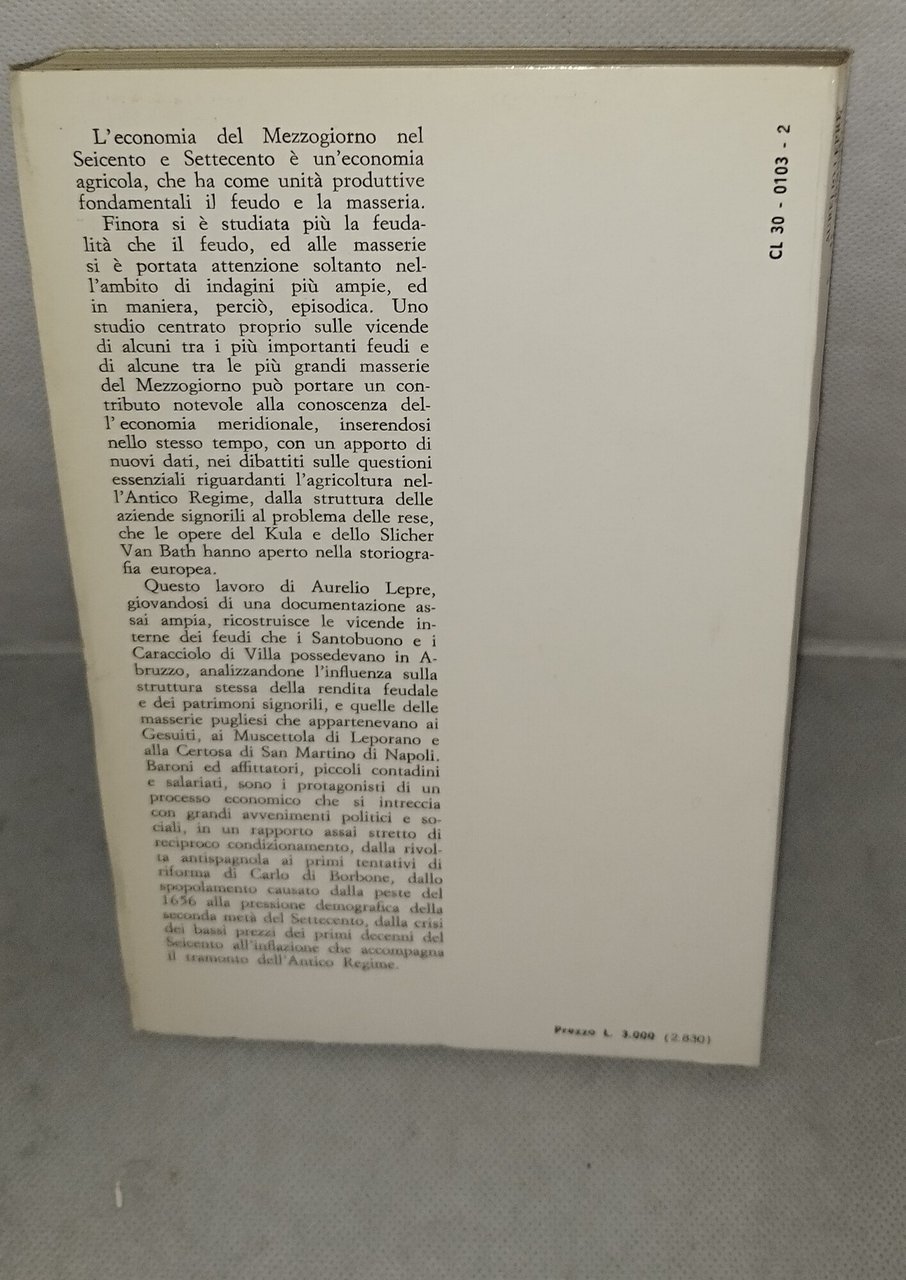 L'economia del Mezzogiorno nel
Seicento e Settecento è un'economia
agricola, che ha come unità produttive
fondamentali il feudo e la masseria.
Finora si è studiata più la feuda-
lità che il feudo, ed alle masserie
si è portata attenzione soltanto nel-
l'ambito di indagini più ampie, ed
in maniera, perciò, episodica. Uno
studio centrato proprio sulle vicende
di alcuni tra i più importanti feudi e
di alcune tra le più grandi masserie
del Mezzogiorno può portare un con-
tributo notevole alla conoscenza del-
l'economia meridionale, inserendosi
nello stesso tempo, con un apporto di
nuovi dati, nei dibattiti sulle questioni
essenziali riguardanti l'agricoltura nel-
l'Antico Regime, dalla struttura delle
aziende signorili al problema delle rese,
che le opere del Kula e dello Slicher
Van Bath hanno aperto nella storiogra-
fia europea.
Questo lavoro di Aurelio Lepre,
giovandosi di una documentazione as-
sai ampia, ricostruisce le vicende in-
terne dei feudi che i Santobuono e i
Caracciolo di Villa possedevano in A-
bruzzo, analizzandone l'influenza sulla
struttura stessa della rendita feudale
e dei patrimoni signorili, e quelle delle
masserie pugliesi che appartenevano ai
Gesuiti, ai Muscettola di Leporano e
alla Certosa di San Martino di Napoli.
Baroni ed affittatori, piccoli contadini
e salariati, sono i protagonisti di un
processo economico che si intreccia
con grandi avvenimenti politici e so-
ciali, in un rapporto assai stretto di
reciproco condizionamento, dalla rivol-
ta antispagnola ai primi tentativi di
riforma di Carlo di Borbone, dallo
spopolamento causato dalla peste del
1656 alla pressione demografica della
seconda metà del Settecento, dalla crisi
dei bassi prezzi dei primi decenni del
Seicento all'inflazione che accompagna
il tramonto dell'Antico Regime.
CL 30 - 0103 - 2
Prezzo L. 3.000 (2.830)